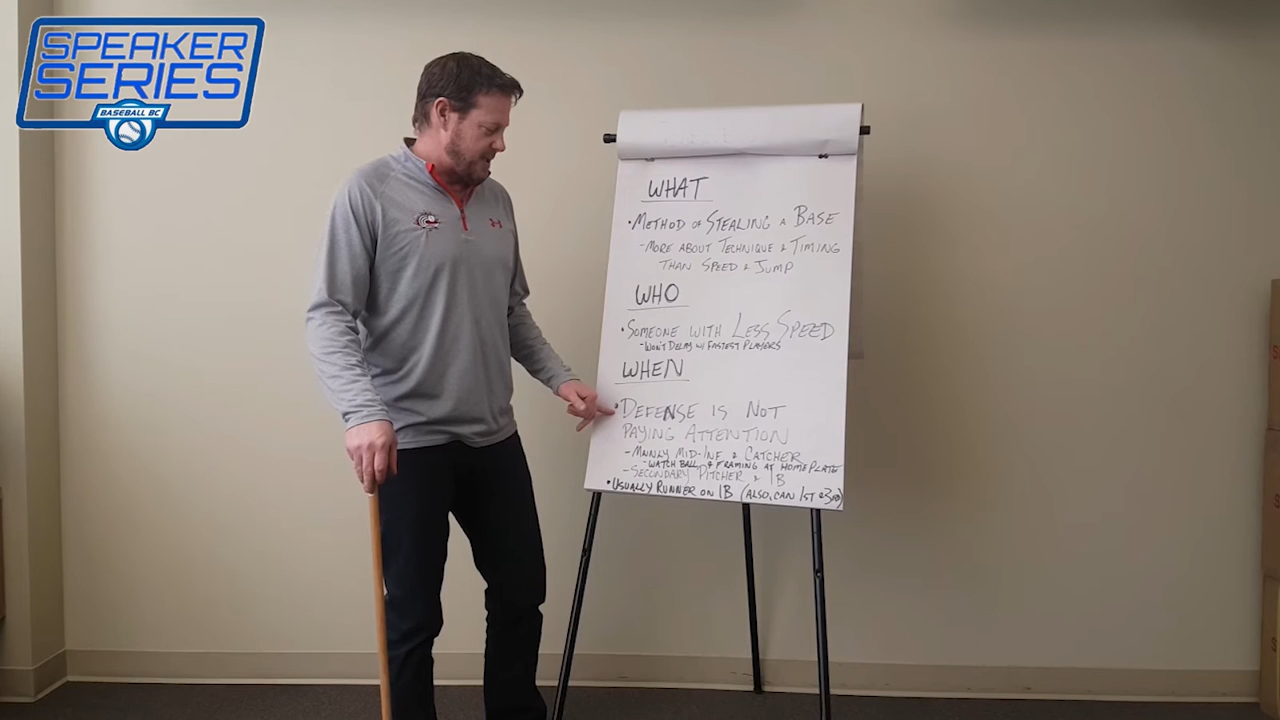 SPEAKER
SERIES
BASEBALL BC
WHAT
• METHOD OF STEALING A BASE
- MORE ABOUT TECHNIQUE & TIMING
THAN SPEED & JUMP
WHO
• SOMEONE WITH LESS SPEED
- WON'T DELAY W/ FASTEST PLAYERS
WHEN
• DEFENSE IS NOT
PAYING ATTENTION
- MAINLY MID-INF & CATCHER
- WATCH BALL & FRAMING AT HOME PLATE
- SECONDARY PITCHER & 1B
• USUALLY RUNNER ON 1B (ALSO, CAN 1ST & 3RD)